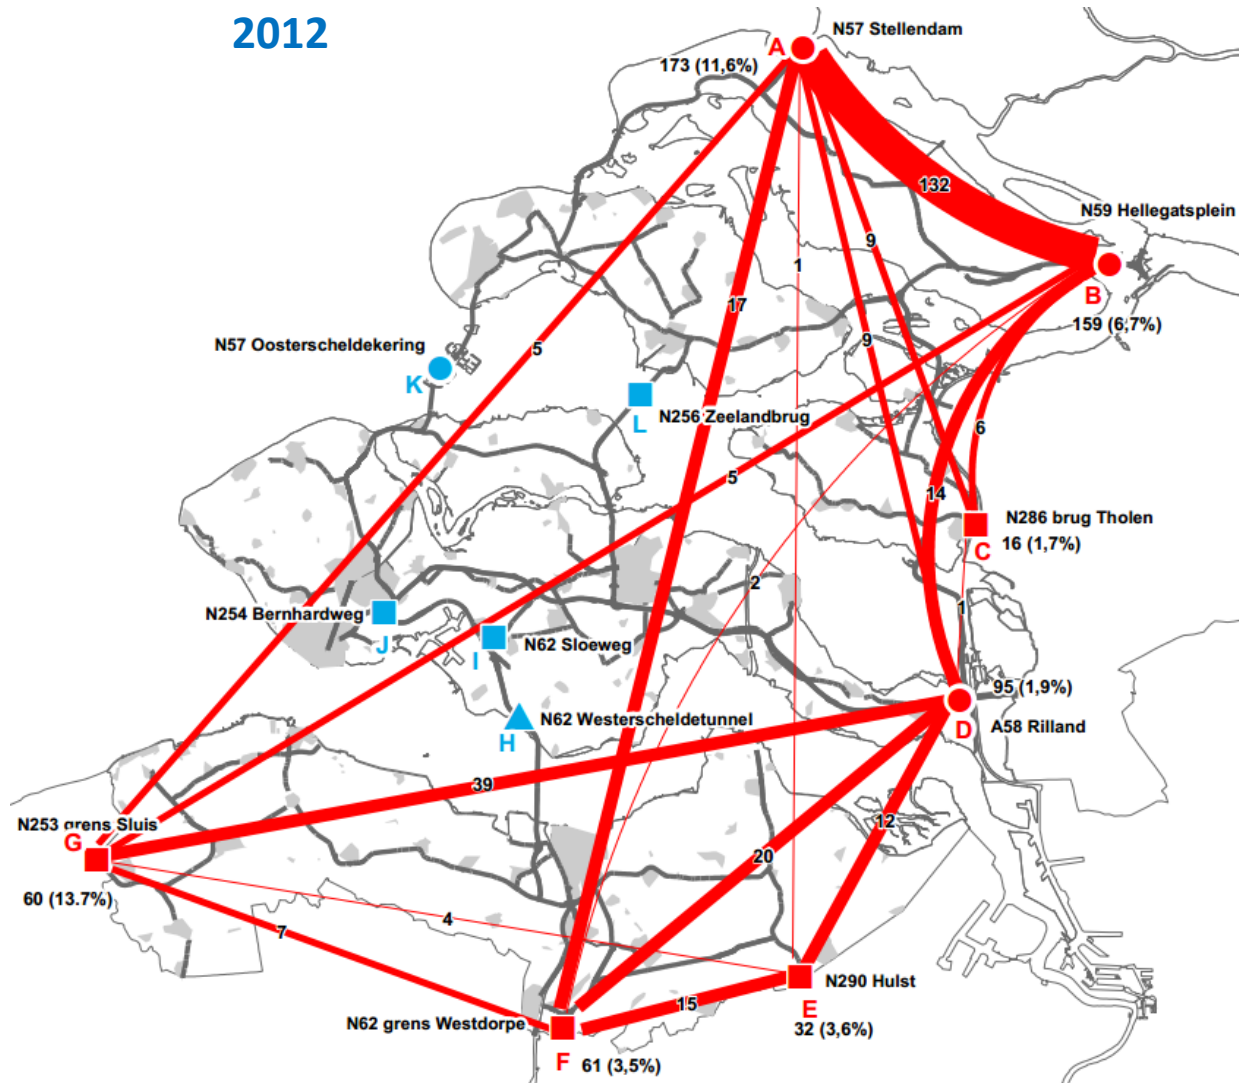 2012
N57 Stellendam
A
173 (11,6%)
132
N59 Hellegatsplein
9
1
B
17
159 (6,7%)
N57 Oosterscheldekering
5
9
K
L
N256 Zeelandbrug
6
5
14
N286 brug Tholen
C
16 (1,7%)
2
N254 Bernhardweg
1
J
I
N62 Sloeweg
95 (1,9%)
N62 Westerscheldetunnel
D
A58 Rilland
H
39
N253 grens Sluis
12
G
20
60 (13.7%)
4
7
N290 Hulst
15
E
N62 grens Westdorpe
32 (3,6%)
F
61 (3,5%)